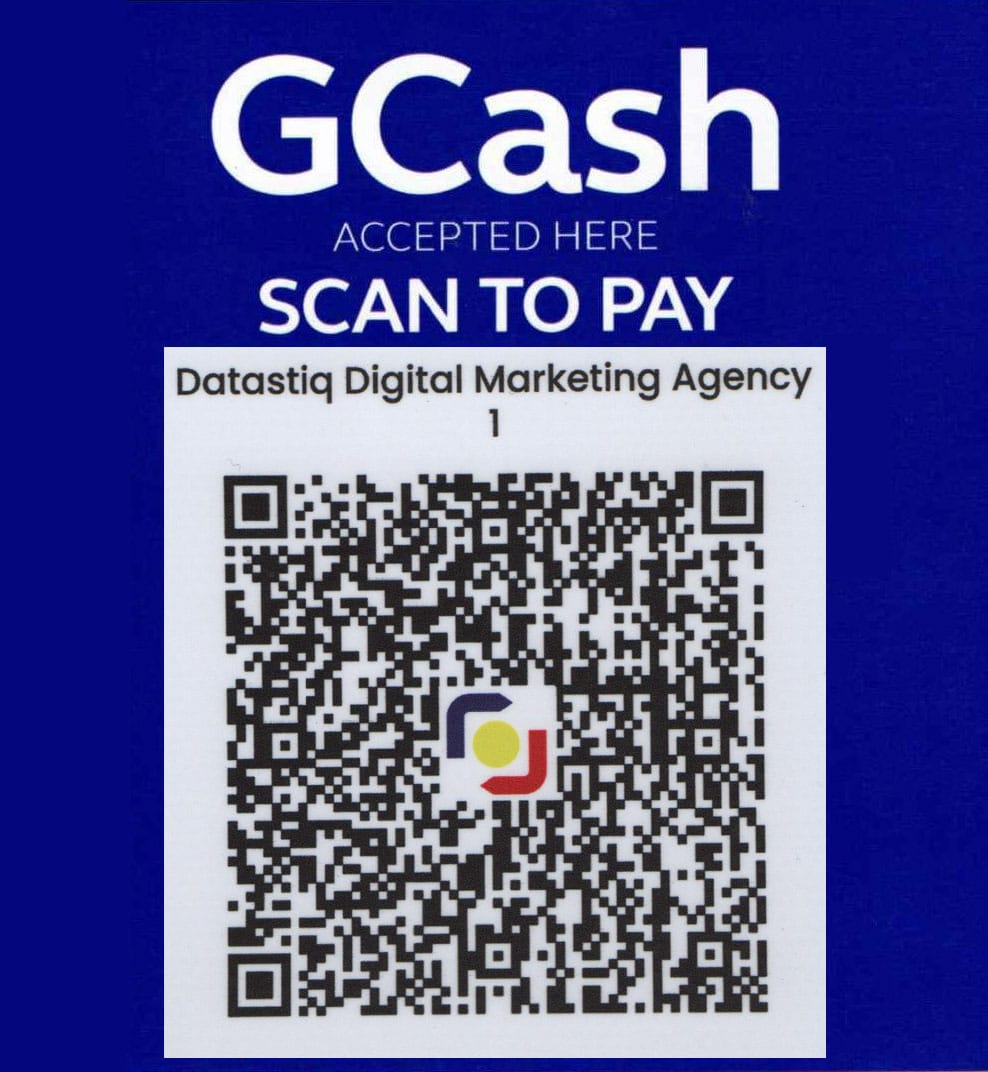 GCash
ACCEPTED HERE
SCAN TO PAY
Datastiq Digital Marketing Agency
1